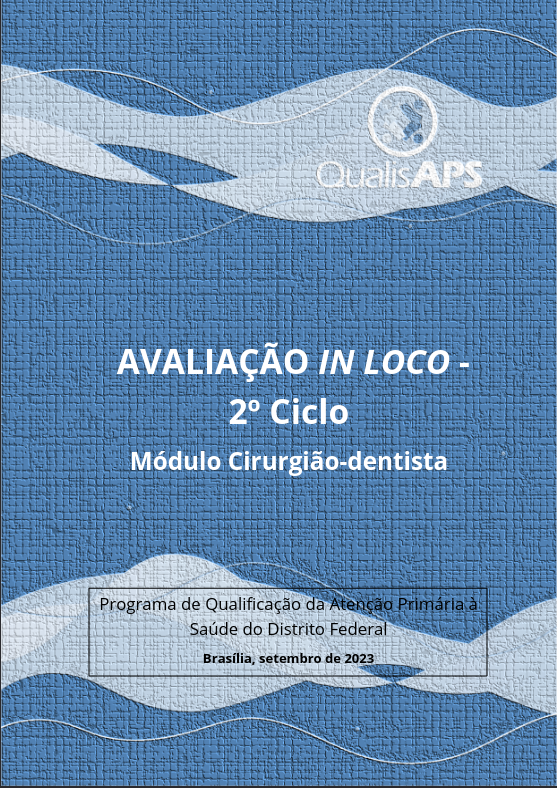 QualisAPS
AVALIAÇÃO IN LOCO -
2º Ciclo
Módulo Cirurgião-dentista
Programa de Qualificação da Atenção Primária à
Saúde do Distrito Federal
Brasília, setembro de 2023